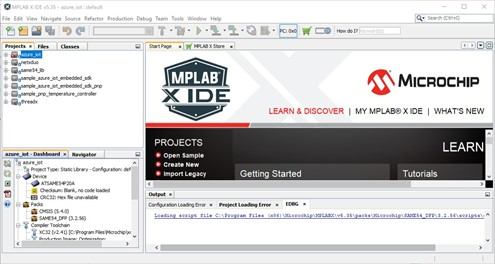 MPLAB X IDE v5.35 - azure_iot : default
File Edit View Navigate Source Refactor Production Debug Team Tools Window Help
Search (Ctrl+I)
default
PC: 0x0
How do I?
Projects Files Classes
azure_iot
netxduo
same54_lib
sample_azure_iot_embedded_sdk
sample_azure_iot_embedded_sdk_pnp
sample_pnp_temperature_controller
threadx
Start Page MPLAB X Store
MPLAB
X IDE
MICROCHIP
LEARN & DISCOVER | MY MPLAB® X IDE | WHAT'S NEW
PROJECTS
Open Sample
Create New
Import Legacy
LEARN
Getting Started
Tutorials
azure_iot - Dashboard Navigator
azure_iot
Project Type: Static Library - Configuration: def
Device
ATSAME54P20A
Checksum: Blank, no code loaded
CRC32: Hex file unavailable
Packs
CMSIS (5.4.0)
SAME54_DFP (3.2.56)
Compiler Toolchain
XC32 (v2.41) [C:\Program Files\Microchip\xc
Production Image: Optimization:
Output
Configuration Loading Error Project Loading Error EDBG
Loading script file C:\Program Files (x86)\Microchip\MPLABX\v5.35\packs\Microchip\SAME54_DFP\3.2.56\scripts\